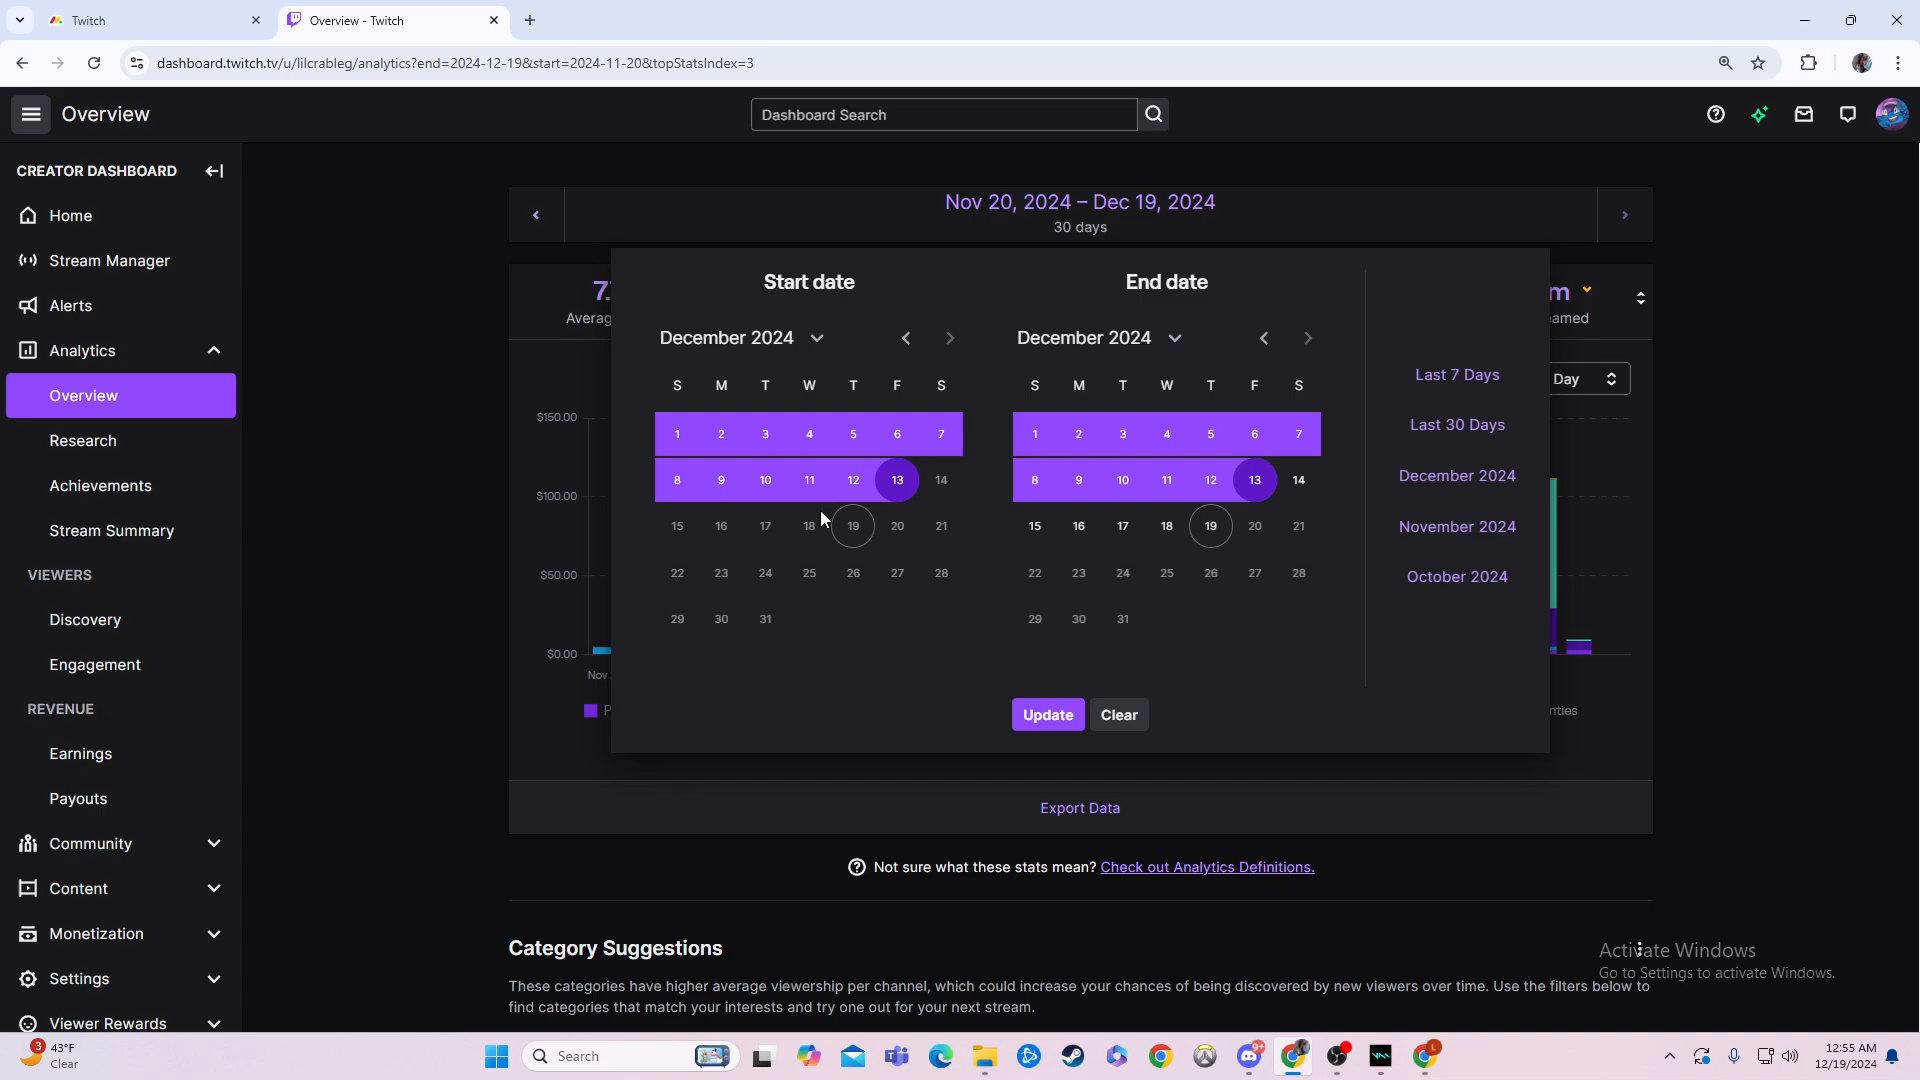 Twitch
Overview - Twitch
dashboard.twitch.tv/u/lilcrableg/analytics?end=2024-12-19&start=2024-11-20&topStatsIndex=3
Overview
Dashboard Search
CREATOR DASHBOARD
Home
Stream Manager
Alerts
Analytics
Overview
Research
Achievements
Stream Summary
VIEWERS
Discovery
Engagement
REVENUE
Earnings
Payouts
Community
Content
Monetization
Settings
Viewer Rewards
Nov 20, 2024 – Dec 19, 2024
30 days
7.
Averag
m
eamed
Day
$150.00
$100.00
$50.00
$0.00
Nov
P
nties
Start date
December 2024
S M T W T F S
1 2 3 4 5 6 7
8 9 10 11 12 13 14
15 16 17 18 19 20 21
22 23 24 25 26 27 28
29 30 31
End date
December 2024
S M T W T F S
1 2 3 4 5 6 7
8 9 10 11 12 13 14
15 16 17 18 19 20 21
22 23 24 25 26 27 28
29 30 31
Last 7 Days
Last 30 Days
December 2024
November 2024
October 2024
Update
Clear
Export Data
Not sure what these stats mean? Check out Analytics Definitions.
Category Suggestions
These categories have higher average viewership per channel, which could increase your chances of being discovered by new viewers over time. Use the filters below to
find categories that match your interests and try one out for your next stream.
Activate Windows
Go to Settings to activate Windows.
3
43°F
Clear
Search
9+
L
12:55 AM
12/19/2024